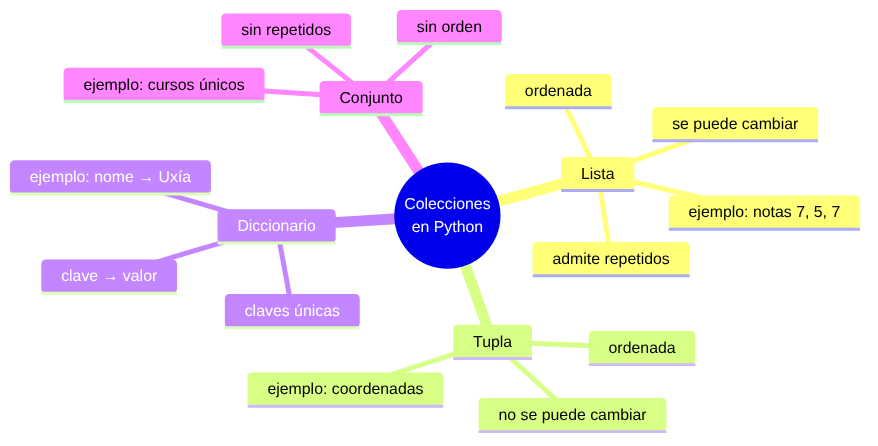 Colecciones
en Python
Lista
ordenada
se puede cambiar
ejemplo: notas 7, 5, 7
admite repetidos
Tupla
ordenada
no se puede cambiar
ejemplo: coordenadas
Diccionario
ejemplo: nome → Uxía
clave → valor
claves únicas
Conjunto
sin repetidos
sin orden
ejemplo: cursos únicos